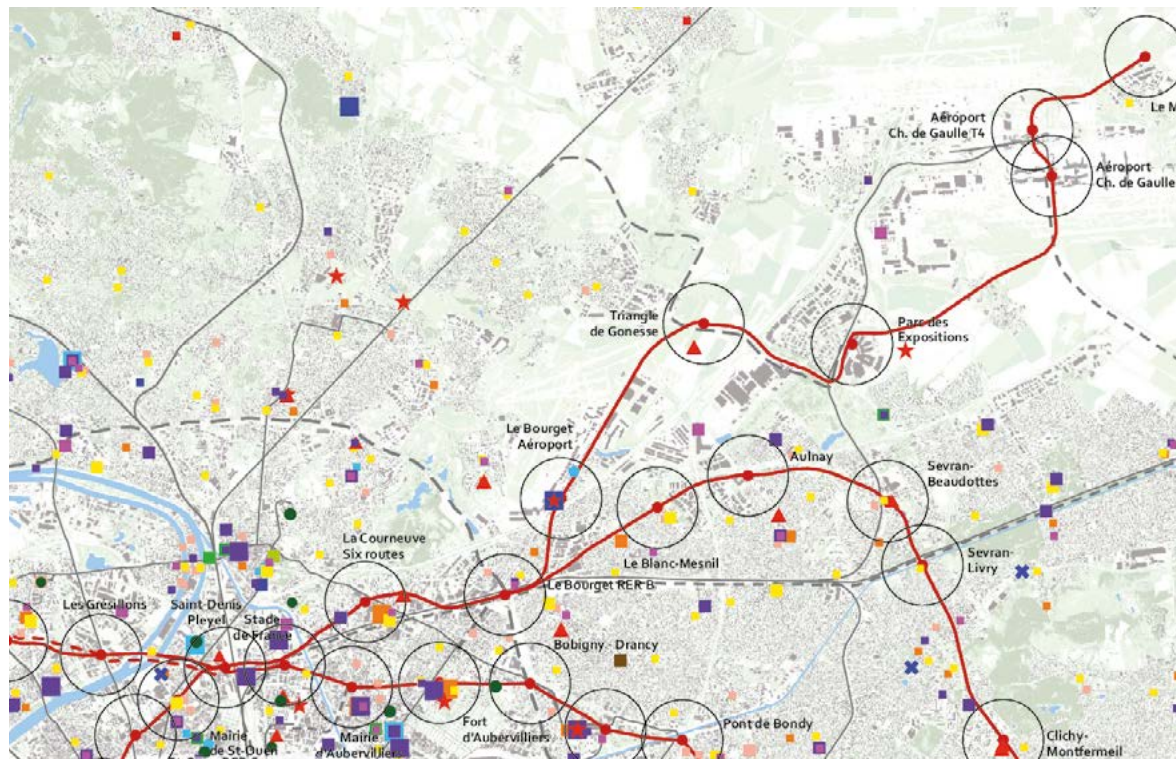 Le M
Aéroport
Ch. de Gaulle T4
Aéroport
Ch. de Gaulle
Triangle
de Gonesse
Parc des
Expositions
Le Bourget
Aéroport
Aulnay
Sevran-
Beaudottes
La Courneuve
Six routes
Le Blanc-Mesnil
Sevran-
Livry
Le Bourget RER B
Les Grésillons
Saint-Denis
Pleyel
Stade
de France
Bobigny - Drancy
Mairie
de St-Ouen
Mairie
d'Aubervilliers
Fort
d'Aubervilliers
Pont de Bondy
Clichy-
Montfermeil